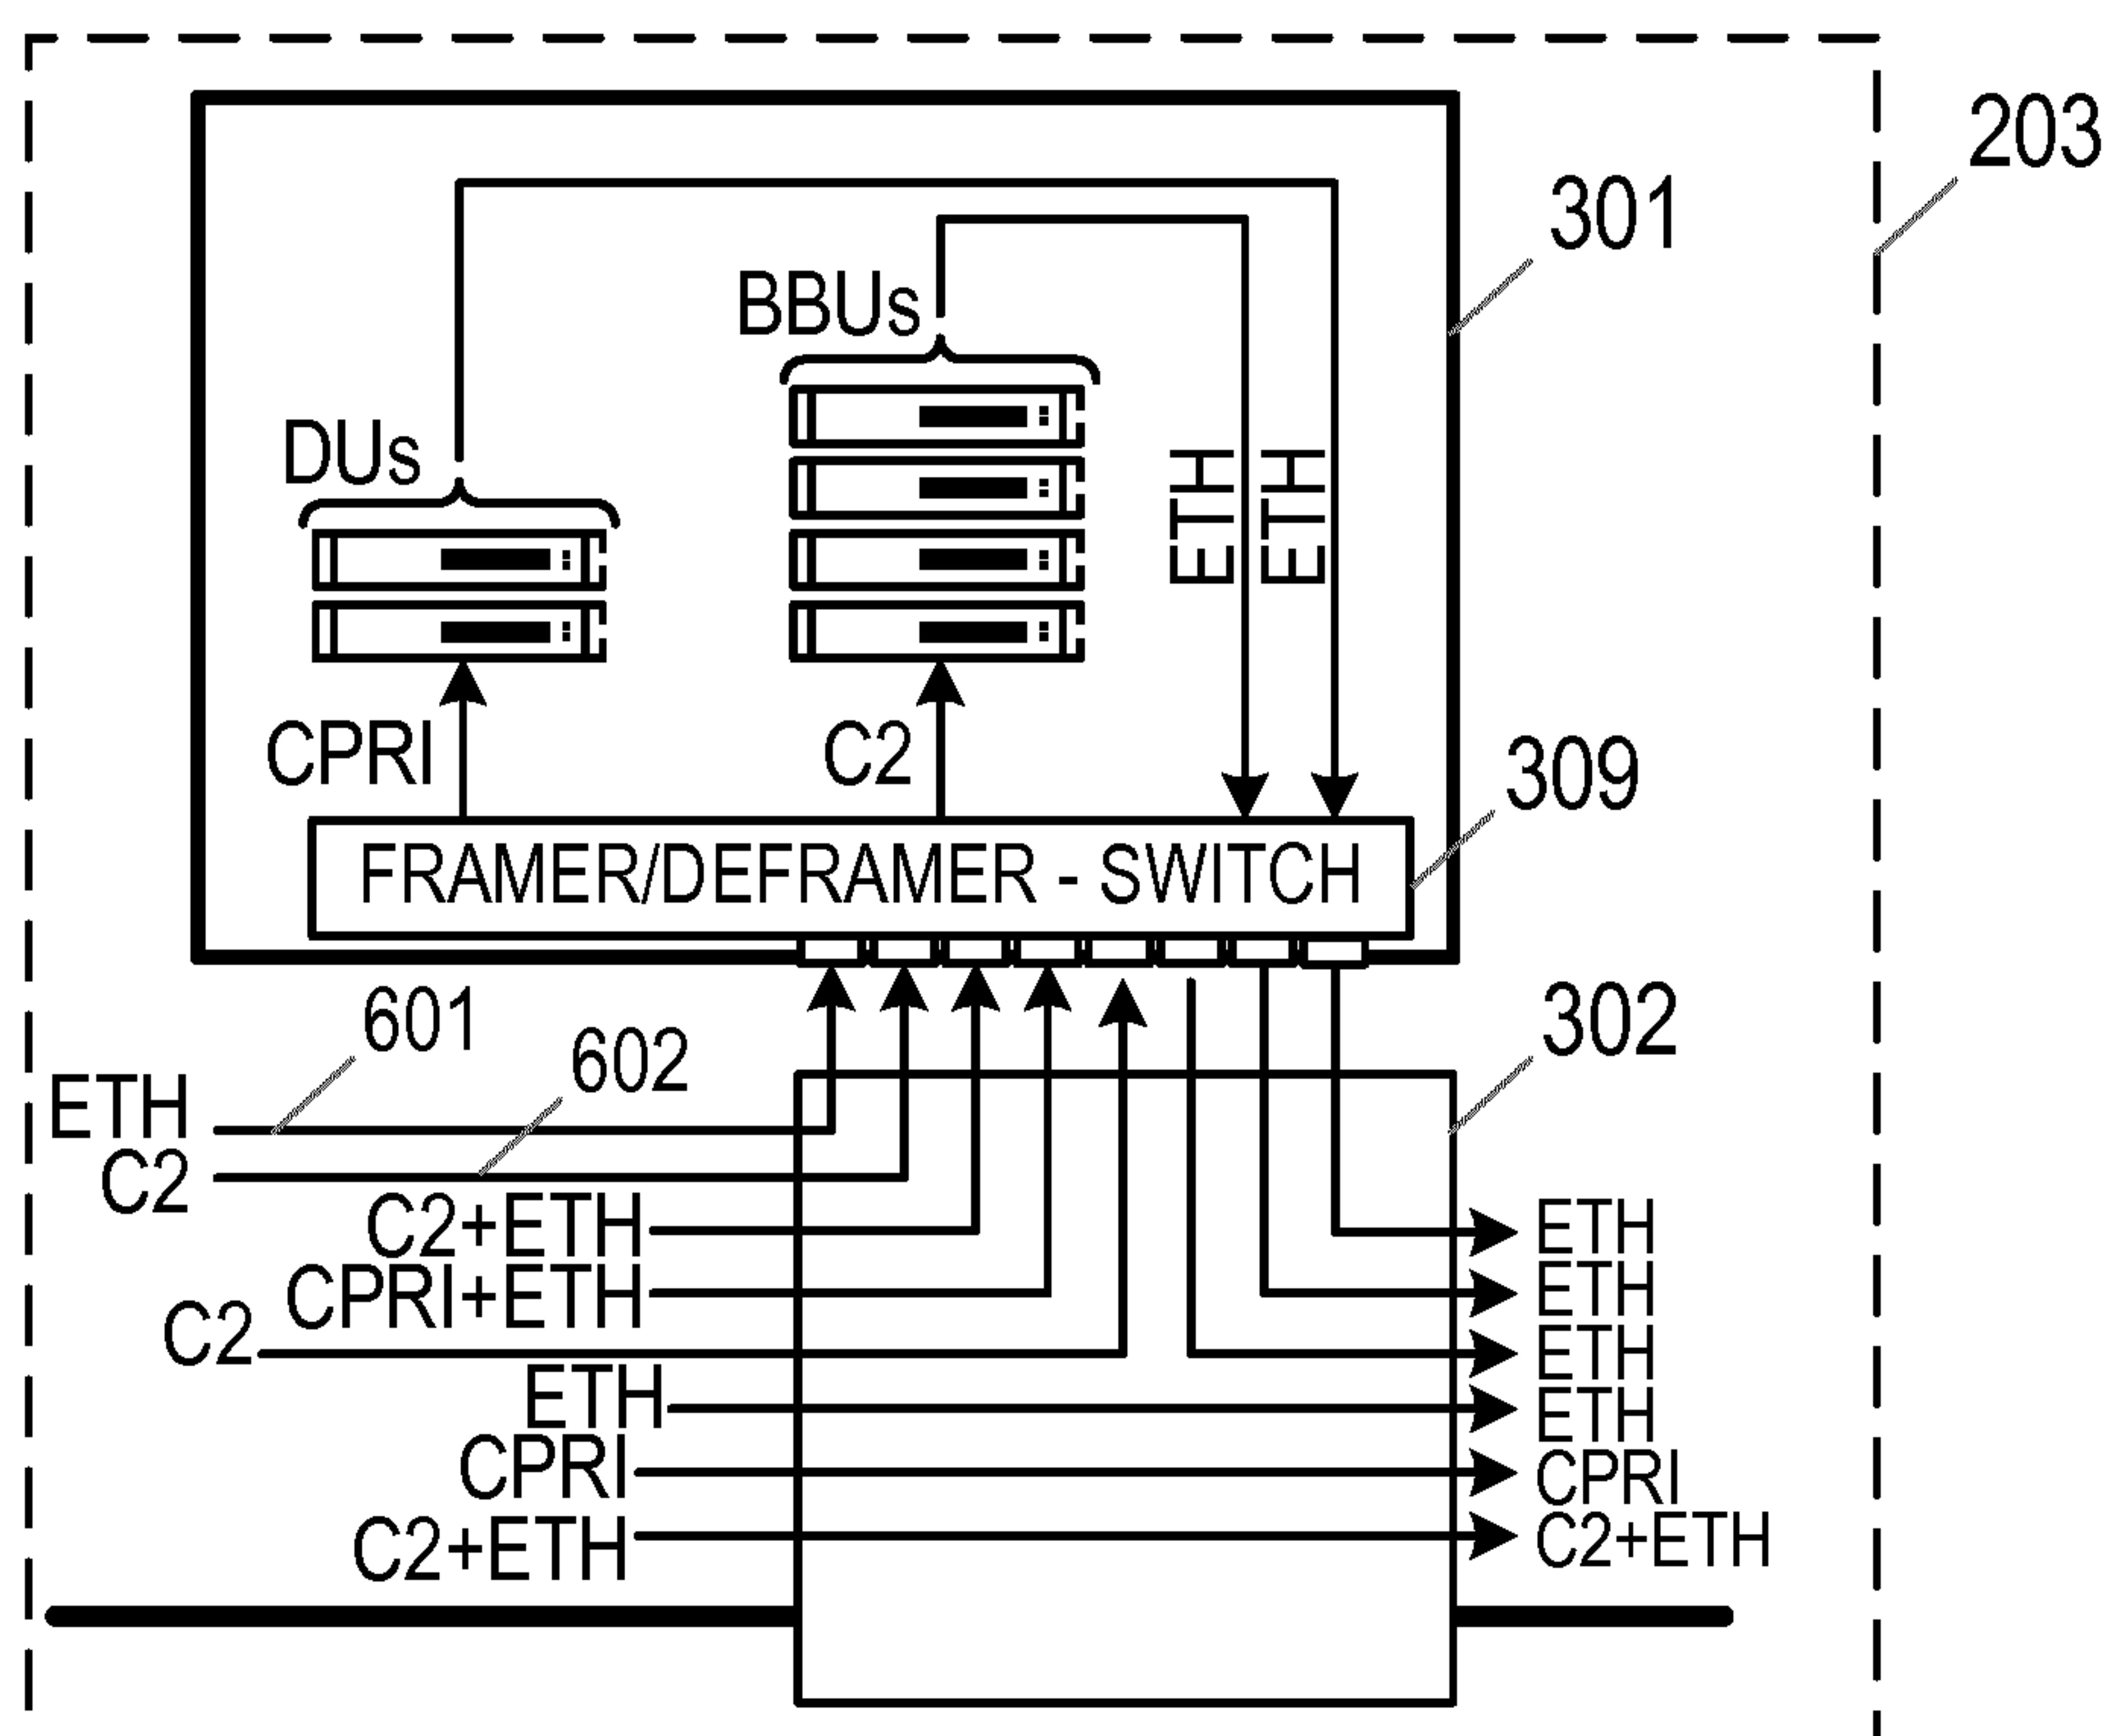 203
301
BBUs
DUs
ETH
ETH
CPRI
C2
309
FRAMER/DEFRAMER - SWITCH
601
602
302
ETH
C2
C2+ETH
ETH
CPRI+ETH
ETH
C2
ETH
ETH
ETH
CPRI
CPRI
C2+ETH
C2+ETH